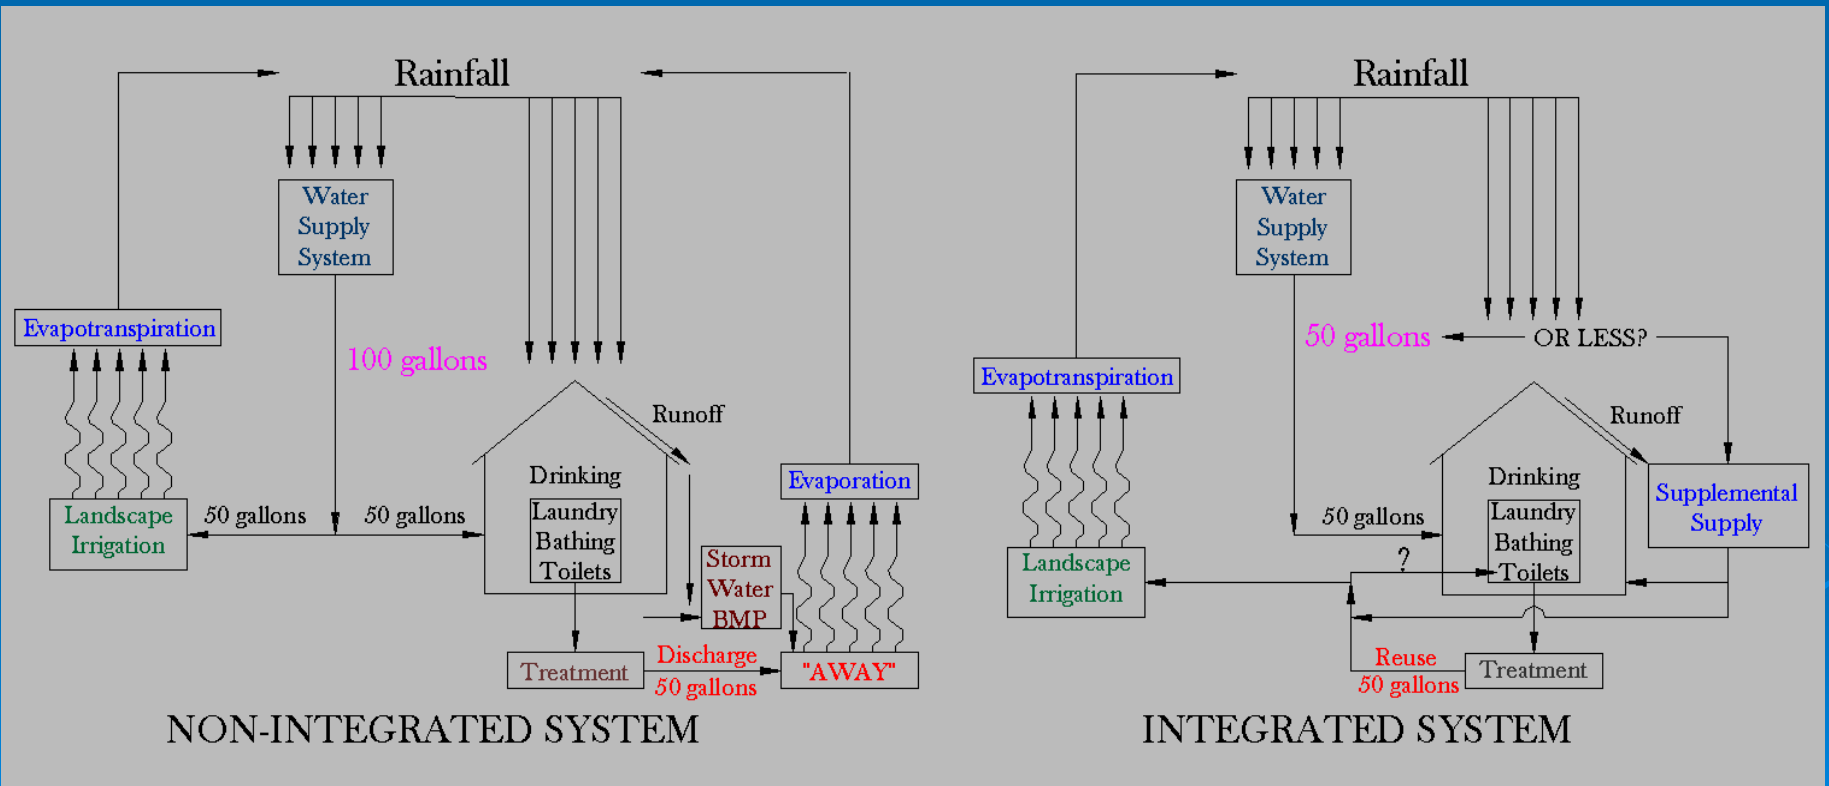 Rainfall
Water
Supply
System
Evapotranspiration
100 gallons
Runoff
Drinking
Laundry
Bathing
Toilets
Evaporation
Landscape
Irrigation
50 gallons
50 gallons
Storm
Water
BMP
Treatment
Discharge
50 gallons
"AWAY"
NON-INTEGRATED SYSTEM
Rainfall
Water
Supply
System
50 gallons
OR LESS?
Evapotranspiration
Runoff
Drinking
Laundry
Bathing
Toilets
Supplemental
Supply
50 gallons
?
Landscape
Irrigation
Reuse
50 gallons
Treatment
INTEGRATED SYSTEM